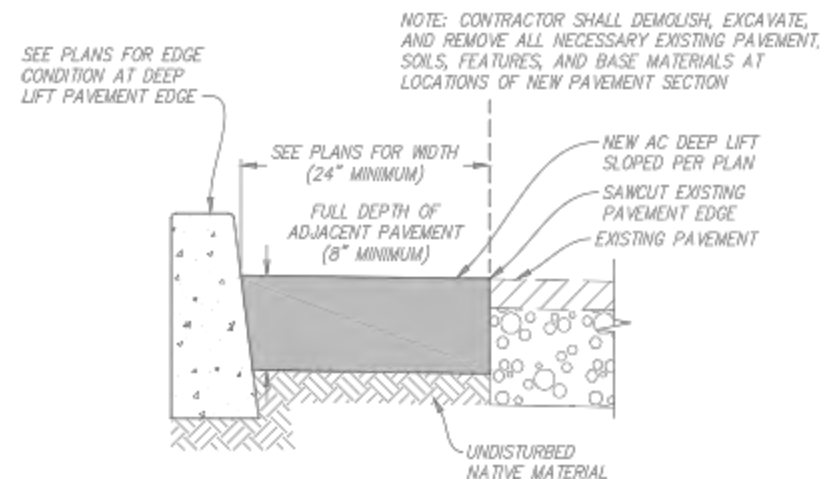 NOTE: CONTRACTOR SHALL DEMOLISH, EXCAVATE,
AND REMOVE ALL NECESSARY EXISTING PAVEMENT,
SOILS, FEATURES, AND BASE MATERIALS AT
LOCATIONS OF NEW PAVEMENT SECTION
SEE PLANS FOR EDGE
CONDITION AT DEEP
LIFT PAVEMENT EDGE
SEE PLANS FOR WIDTH
(24" MINIMUM)
FULL DEPTH OF
ADJACENT PAVEMENT
(8" MINIMUM)
NEW AC DEEP LIFT
SLOPED PER PLAN
SAWCUT EXISTING
PAVEMENT EDGE
EXISTING PAVEMENT
UNDISTURBED
NATIVE MATERIAL